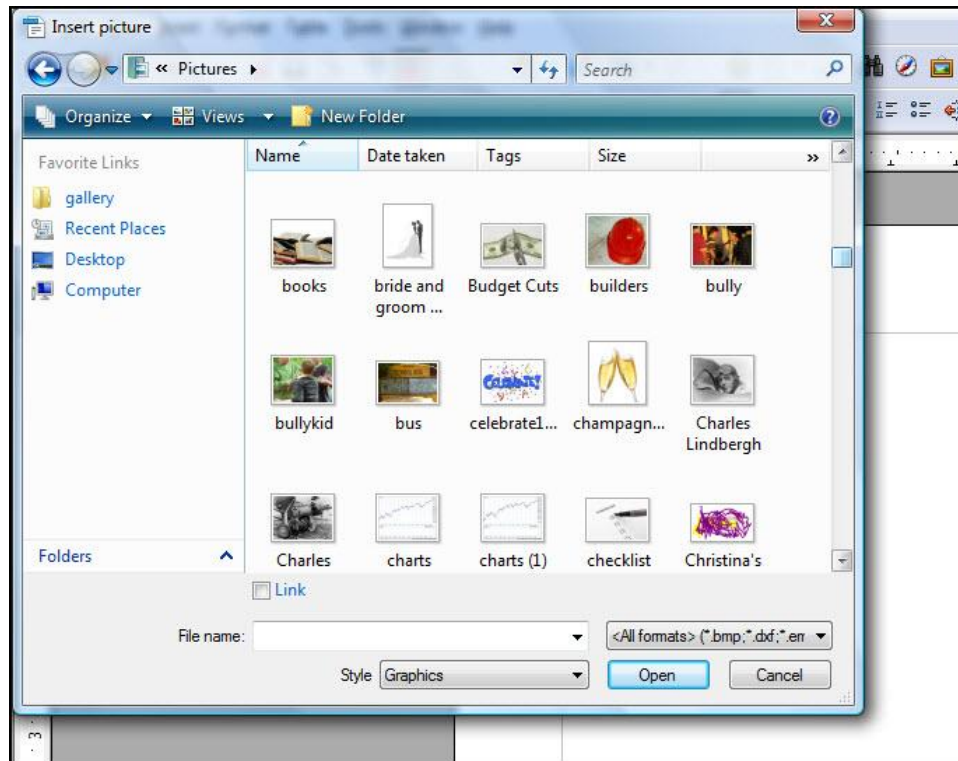 Insert picture
« Pictures
Search
Organize Views New Folder
Favorite Links
Name Date taken Tags Size »
gallery
Recent Places
Desktop
Computer
books bride and groom ... Budget Cuts builders bully
bullykid bus celebrate1... champagn... Charles Lindbergh
Charles charts charts (1) checklist Christina's
Folders
Link
File name: <All formats> (*.bmp;*.dxf;*.em
Style Graphics Open Cancel
3